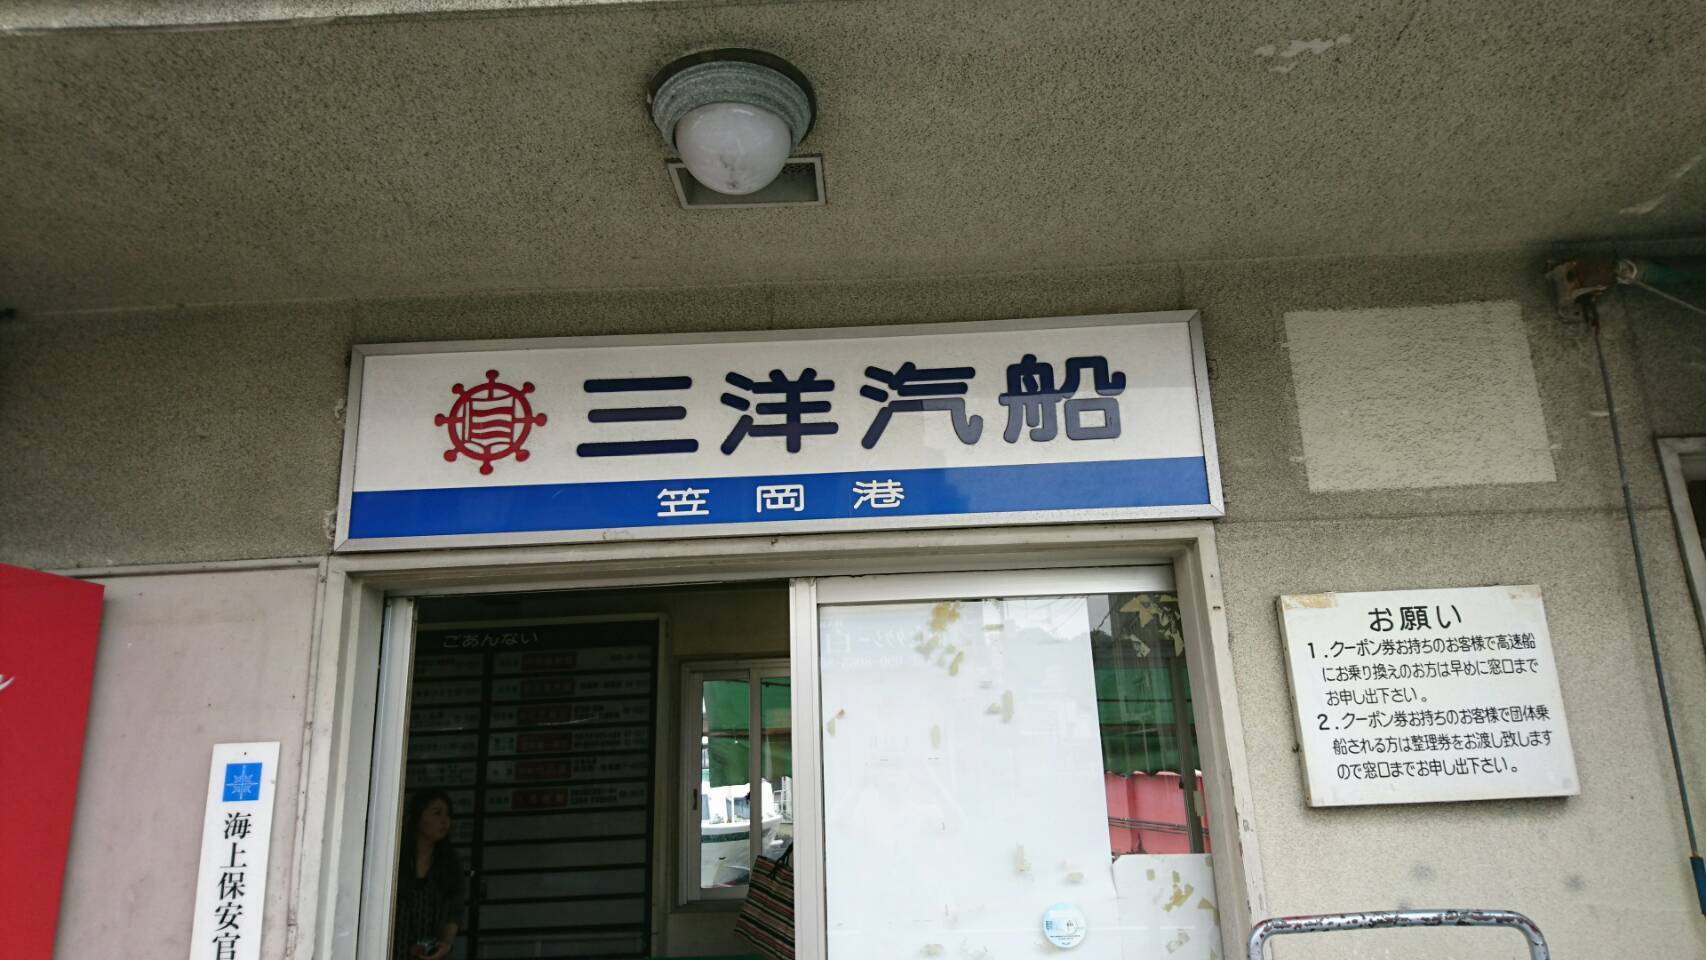 三洋汽船
笠岡港
ごあんない
お願い
1.クーポン券お持ちのお客様で高速船
にお乗り換えのお方は早めに窓口まで
お申し出下さい。
2.クーポン券お持ちのお客様で団体乗
船される方は整理券をお渡し致します
ので窓口までお申し出下さい。
海上保安官